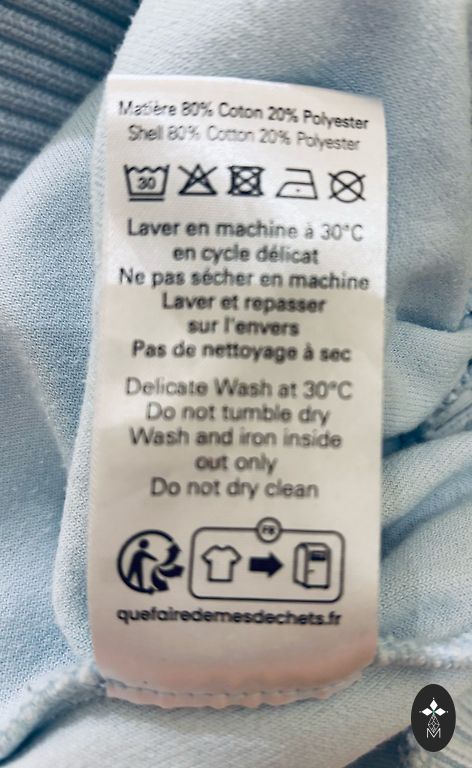 Matière 80% Coton 20% Polyester
Shell 80% Cotton 20% Polyester
30
Laver en machine à 30°C
en cycle délicat
Ne pas sécher en machine
Laver et repasser
sur l'envers
Pas de nettoyage à sec
Delicate Wash at 30°C
Do not tumble dry
Wash and iron inside
out only
Do not dry clean
FR
quefairedemesdechets.fr